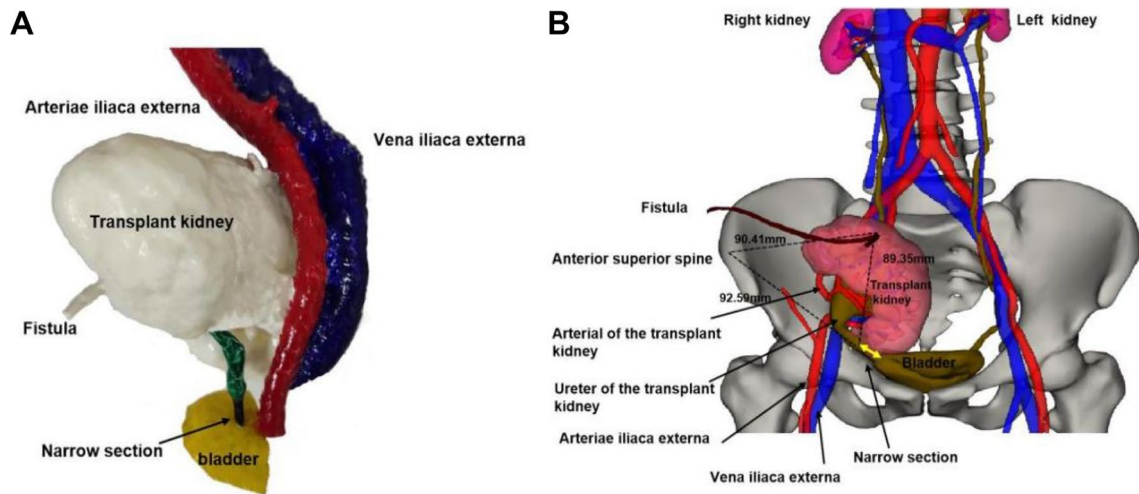 A
Arteriae iliaca externa
Vena iliaca externa
Transplant kidney
Fistula
Narrow section
bladder
B
Right kidney
Left kidney
Fistula
90.41mm
Anterior superior spine
89.35mm
Transplant
kidney
92.59mm
Arterial of the transplant
kidney
Bladder
Ureter of the transplant
kidney
Arteriae iliaca externa
Narrow section
Vena iliaca externa